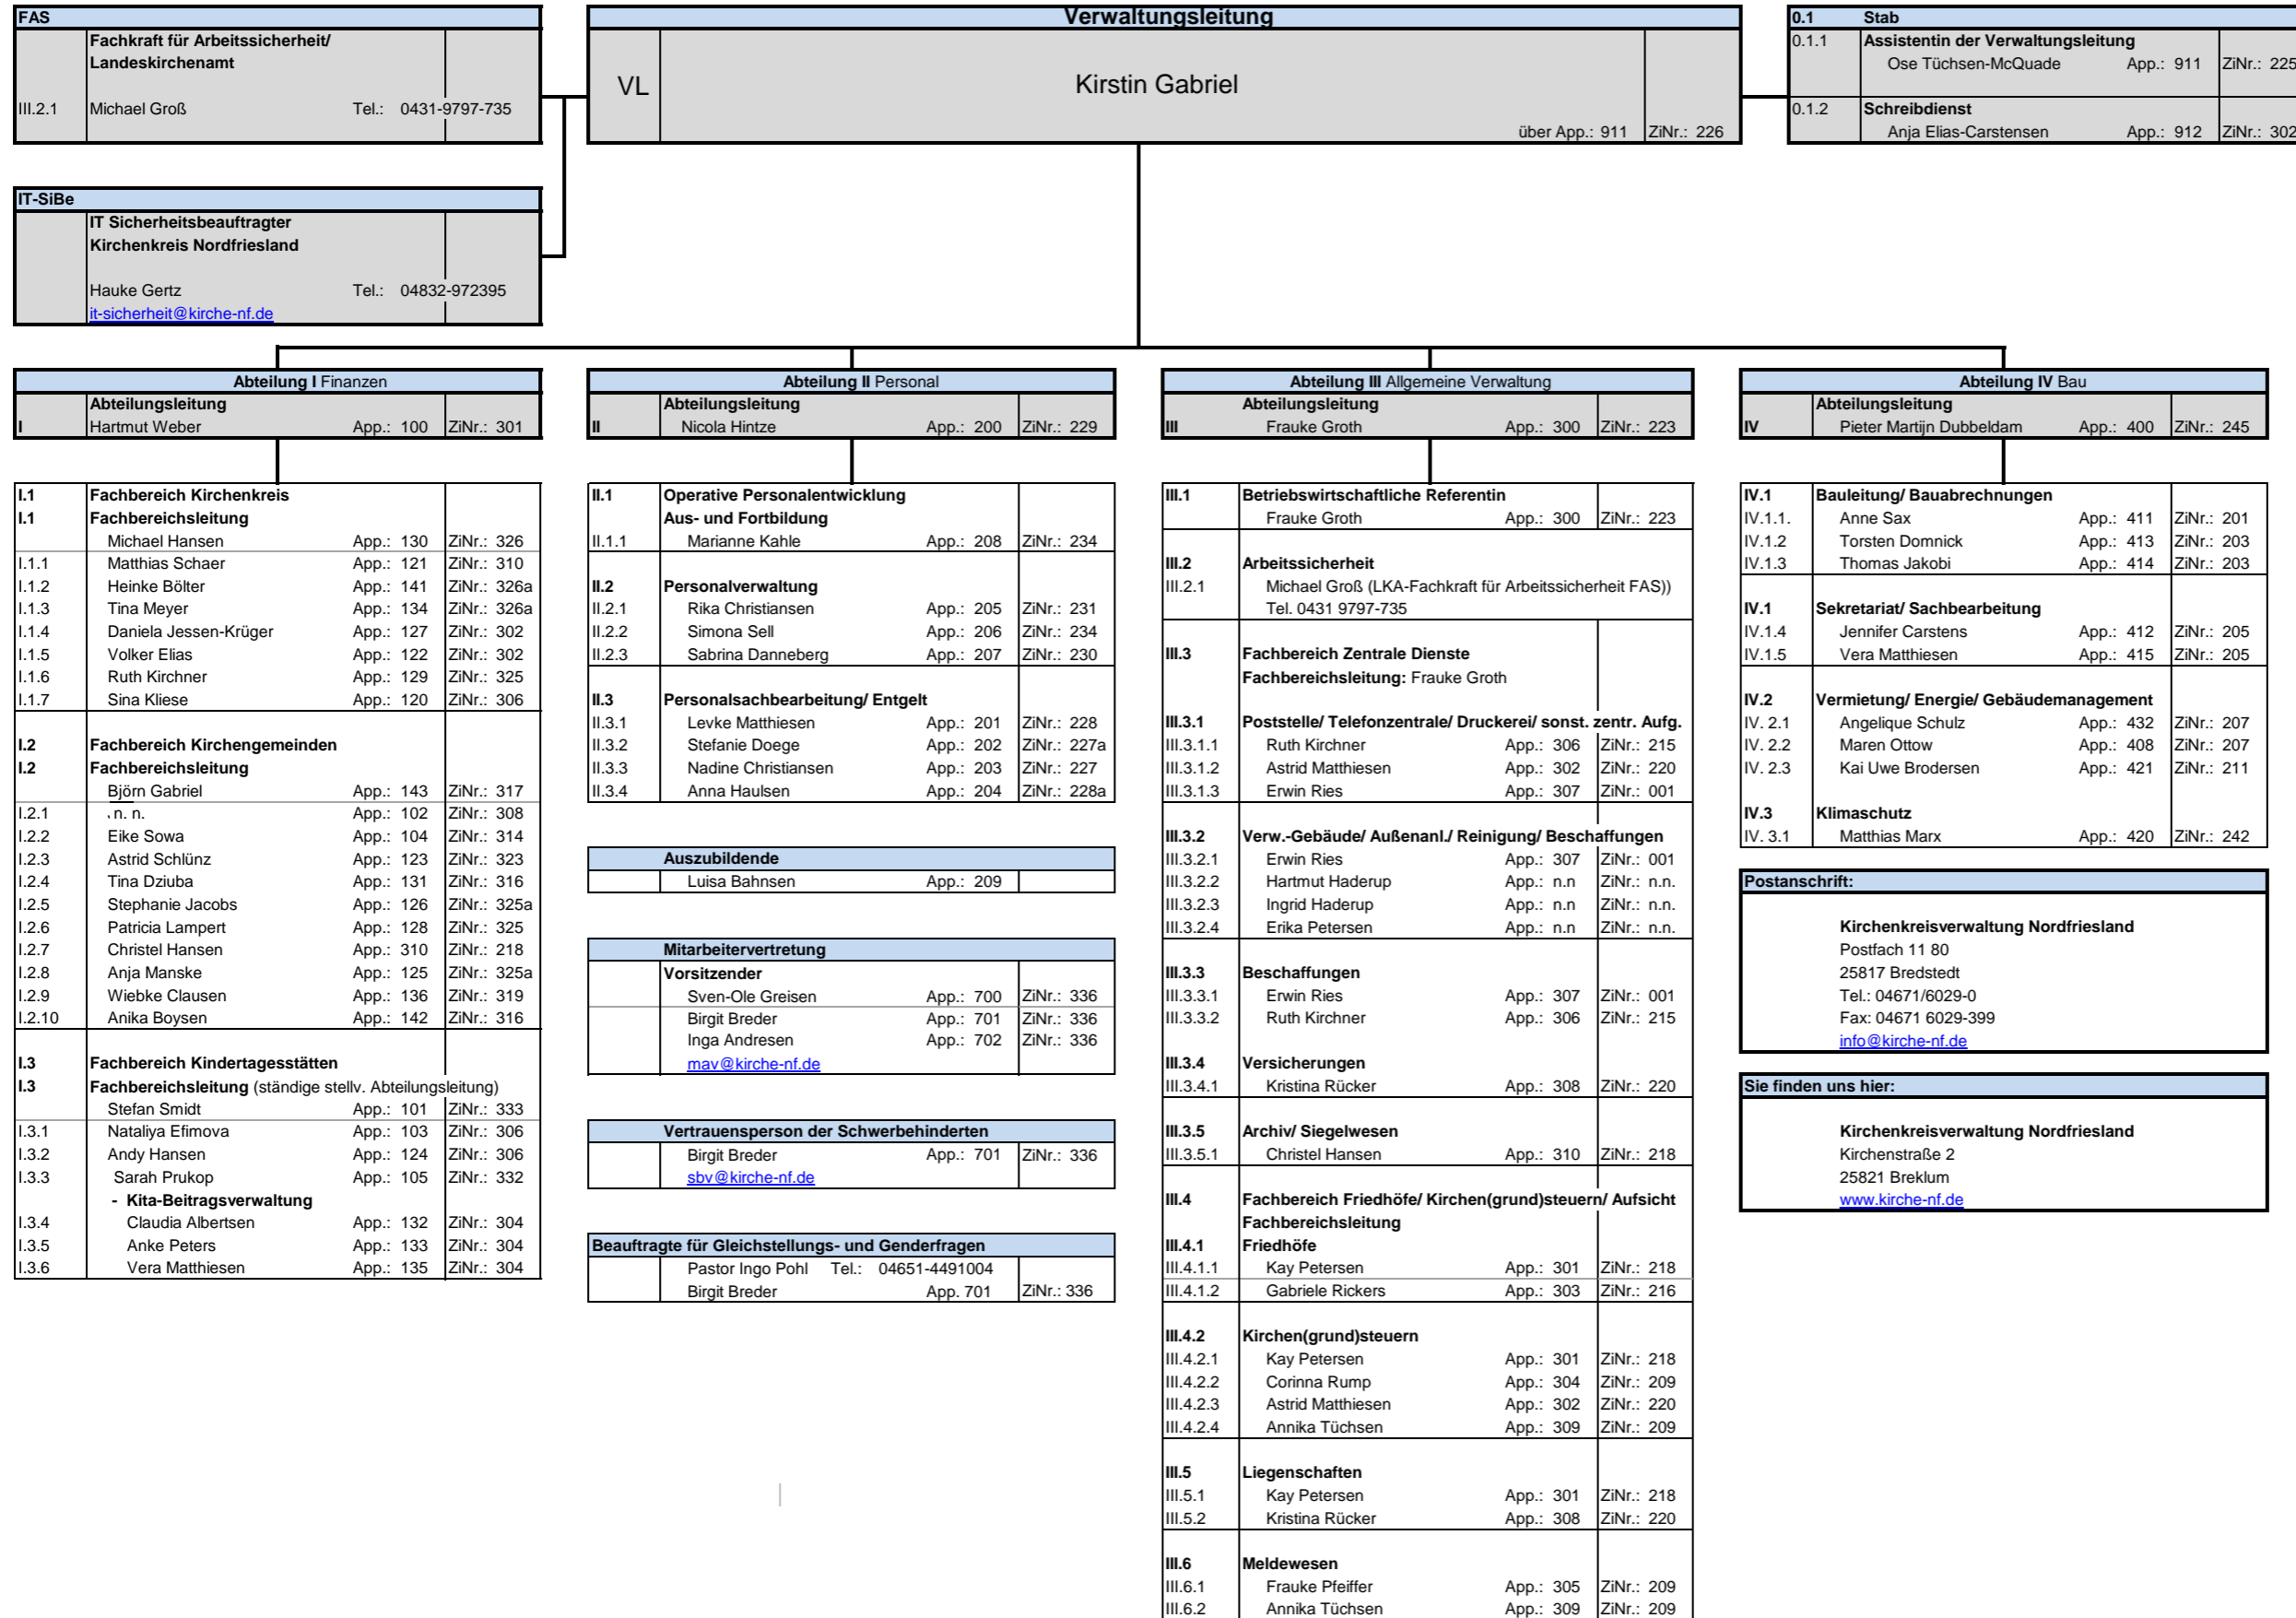 FAS
Fachkraft für Arbeitssicherheit/
Landeskirchenamt
III.2.1 Michael Groß Tel.: 0431-9797-735
Verwaltungsleitung
VL Kirstin Gabriel
über App.: 911 ZiNr.: 226
0.1 Stab
0.1.1 Assistentin der Verwaltungsleitung
Ose Tüchsen-McQuade App.: 911 ZiNr.: 225
0.1.2 Schreibdienst
Anja Elias-Carstensen App.: 912 ZiNr.: 302
IT-SiBe
IT Sicherheitsbeauftragter
Kirchenkreis Nordfriesland
Hauke Gertz Tel.: 04832-972395
it-sicherheit@kirche-nf.de
Abteilung I Finanzen
Abteilungsleitung
I Hartmut Weber App.: 100 ZiNr.: 301
I.1 Fachbereich Kirchenkreis
I.1 Fachbereichsleitung
Michael Hansen App.: 130 ZiNr.: 326
I.1.1 Matthias Schaer App.: 121 ZiNr.: 310
I.1.2 Heinke Bölter App.: 141 ZiNr.: 326a
I.1.3 Tina Meyer App.: 134 ZiNr.: 326a
I.1.4 Daniela Jessen-Krüger App.: 127 ZiNr.: 302
I.1.5 Volker Elias App.: 122 ZiNr.: 302
I.1.6 Ruth Kirchner App.: 129 ZiNr.: 325
I.1.7 Sina Kliese App.: 120 ZiNr.: 306
I.2 Fachbereich Kirchengemeinden
I.2 Fachbereichsleitung
Björn Gabriel App.: 143 ZiNr.: 317
I.2.1 n. n. App.: 102 ZiNr.: 308
I.2.2 Eike Sowa App.: 104 ZiNr.: 314
I.2.3 Astrid Schlünz App.: 123 ZiNr.: 323
I.2.4 Tina Dziuba App.: 131 ZiNr.: 316
I.2.5 Stephanie Jacobs App.: 126 ZiNr.: 325a
I.2.6 Patricia Lampert App.: 128 ZiNr.: 325
I.2.7 Christel Hansen App.: 310 ZiNr.: 218
I.2.8 Anja Manske App.: 125 ZiNr.: 325a
I.2.9 Wiebke Clausen App.: 136 ZiNr.: 319
I.2.10 Anika Boysen App.: 142 ZiNr.: 316
I.3 Fachbereich Kindertagesstätten
I.3 Fachbereichsleitung (ständige stellv. Abteilungsleitung)
Stefan Smidt App.: 101 ZiNr.: 333
I.3.1 Nataliya Efimova App.: 103 ZiNr.: 306
I.3.2 Andy Hansen App.: 124 ZiNr.: 306
I.3.3 Sarah Prukop App.: 105 ZiNr.: 332
- Kita-Beitragsverwaltung
I.3.4 Claudia Albertsen App.: 132 ZiNr.: 304
I.3.5 Anke Peters App.: 133 ZiNr.: 304
I.3.6 Vera Matthiesen App.: 135 ZiNr.: 304
Abteilung II Personal
Abteilungsleitung
II Nicola Hintze App.: 200 ZiNr.: 229
II.1 Operative Personalentwicklung
Aus- und Fortbildung
II.1.1 Marianne Kahle App.: 208 ZiNr.: 234
II.2 Personalverwaltung
II.2.1 Rika Christiansen App.: 205 ZiNr.: 231
II.2.2 Simona Sell App.: 206 ZiNr.: 234
II.2.3 Sabrina Danneberg App.: 207 ZiNr.: 230
II.3 Personalsachbearbeitung/ Entgelt
II.3.1 Levke Matthiesen App.: 201 ZiNr.: 228
II.3.2 Stefanie Doege App.: 202 ZiNr.: 227a
II.3.3 Nadine Christiansen App.: 203 ZiNr.: 227
II.3.4 Anna Haulsen App.: 204 ZiNr.: 228a
Auszubildende
Luisa Bahnsen App.: 209
Mitarbeitervertretung
Vorsitzender
Sven-Ole Greisen App.: 700 ZiNr.: 336
Birgit Breder App.: 701 ZiNr.: 336
Inga Andresen App.: 702 ZiNr.: 336
mav@kirche-nf.de
Vertrauensperson der Schwerbehinderten
Birgit Breder App.: 701 ZiNr.: 336
sbv@kirche-nf.de
Beauftragte für Gleichstellungs- und Genderfragen
Pastor Ingo Pohl Tel.: 04651-4491004
Birgit Breder App. 701 ZiNr.: 336
Abteilung III Allgemeine Verwaltung
Abteilungsleitung
III Frauke Groth App.: 300 ZiNr.: 223
III.1 Betriebswirtschaftliche Referentin
Frauke Groth App.: 300 ZiNr.: 223
III.2 Arbeitssicherheit
III.2.1 Michael Groß (LKA-Fachkraft für Arbeitssicherheit FAS))
Tel. 0431 9797-735
III.3 Fachbereich Zentrale Dienste
Fachbereichsleitung: Frauke Groth
III.3.1 Poststelle/ Telefonzentrale/ Druckerei/ sonst. zentr. Aufg.
III.3.1.1 Ruth Kirchner App.: 306 ZiNr.: 215
III.3.1.2 Astrid Matthiesen App.: 302 ZiNr.: 220
III.3.1.3 Erwin Ries App.: 307 ZiNr.: 001
III.3.2 Verw.-Gebäude/ Außenanl./ Reinigung/ Beschaffungen
III.3.2.1 Erwin Ries App.: 307 ZiNr.: 001
III.3.2.2 Hartmut Haderup App.: n.n ZiNr.: n.n.
III.3.2.3 Ingrid Haderup App.: n.n ZiNr.: n.n.
III.3.2.4 Erika Petersen App.: n.n ZiNr.: n.n.
III.3.3 Beschaffungen
III.3.3.1 Erwin Ries App.: 307 ZiNr.: 001
III.3.3.2 Ruth Kirchner App.: 306 ZiNr.: 215
III.3.4 Versicherungen
III.3.4.1 Kristina Rücker App.: 308 ZiNr.: 220
III.3.5 Archiv/ Siegelwesen
III.3.5.1 Christel Hansen App.: 310 ZiNr.: 218
III.4 Fachbereich Friedhöfe/ Kirchen(grund)steuern/ Aufsicht
Fachbereichsleitung
III.4.1 Friedhöfe
III.4.1.1 Kay Petersen App.: 301 ZiNr.: 218
III.4.1.2 Gabriele Rickers App.: 303 ZiNr.: 216
III.4.2 Kirchen(grund)steuern
III.4.2.1 Kay Petersen App.: 301 ZiNr.: 218
III.4.2.2 Corinna Rump App.: 304 ZiNr.: 209
III.4.2.3 Astrid Matthiesen App.: 302 ZiNr.: 220
III.4.2.4 Annika Tüchsen App.: 309 ZiNr.: 209
III.5 Liegenschaften
III.5.1 Kay Petersen App.: 301 ZiNr.: 218
III.5.2 Kristina Rücker App.: 308 ZiNr.: 220
III.6 Meldewesen
III.6.1 Frauke Pfeiffer App.: 305 ZiNr.: 209
III.6.2 Annika Tüchsen App.: 309 ZiNr.: 209
Abteilung IV Bau
Abteilungsleitung
IV Pieter Martijn Dubbeldam App.: 400 ZiNr.: 245
IV.1 Bauleitung/ Bauabrechnungen
IV.1.1. Anne Sax App.: 411 ZiNr.: 201
IV.1.2 Torsten Domnick App.: 413 ZiNr.: 203
IV.1.3 Thomas Jakobi App.: 414 ZiNr.: 203
IV.1 Sekretariat/ Sachbearbeitung
IV.1.4 Jennifer Carstens App.: 412 ZiNr.: 205
IV.1.5 Vera Matthiesen App.: 415 ZiNr.: 205
IV.2 Vermietung/ Energie/ Gebäudemanagement
IV. 2.1 Angelique Schulz App.: 432 ZiNr.: 207
IV. 2.2 Maren Ottow App.: 408 ZiNr.: 207
IV. 2.3 Kai Uwe Brodersen App.: 421 ZiNr.: 211
IV.3 Klimaschutz
IV. 3.1 Matthias Marx App.: 420 ZiNr.: 242
Postanschrift:
Kirchenkreisverwaltung Nordfriesland
Postfach 11 80
25817 Bredstedt
Tel.: 04671/6029-0
Fax: 04671 6029-399
info@kirche-nf.de
Sie finden uns hier:
Kirchenkreisverwaltung Nordfriesland
Kirchenstraße 2
25821 Breklum
www.kirche-nf.de